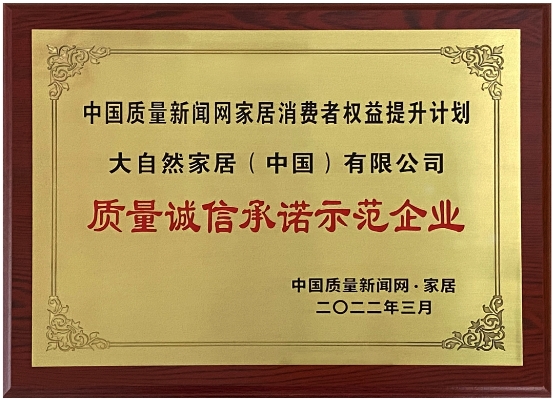 中国质量新闻网家居消费者权益提升计划
大自然家居（中国）有限公司
质量诚信承诺示范企业
中国质量新闻网·家居
二〇二二年三月